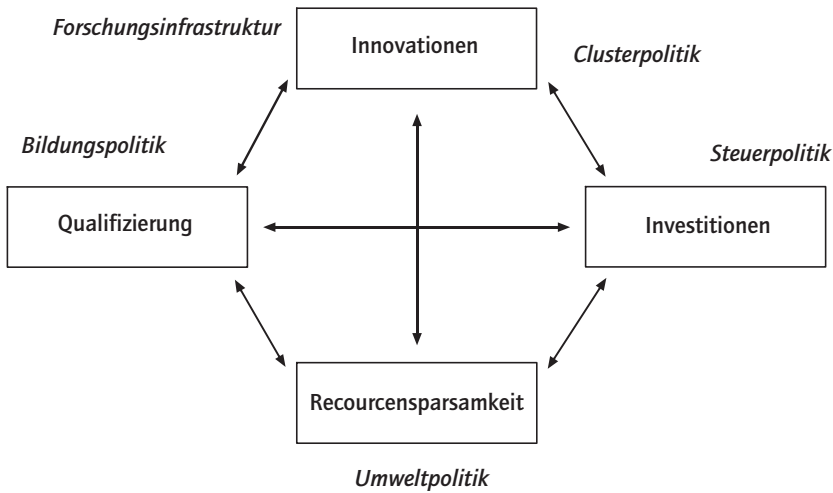 Forschungsinfrastruktur
Innovationen
Clusterpolitik
Bildungspolitik
Steuerpolitik
Qualifizierung
Investitionen
Recourcensparsamkeit
Umweltpolitik